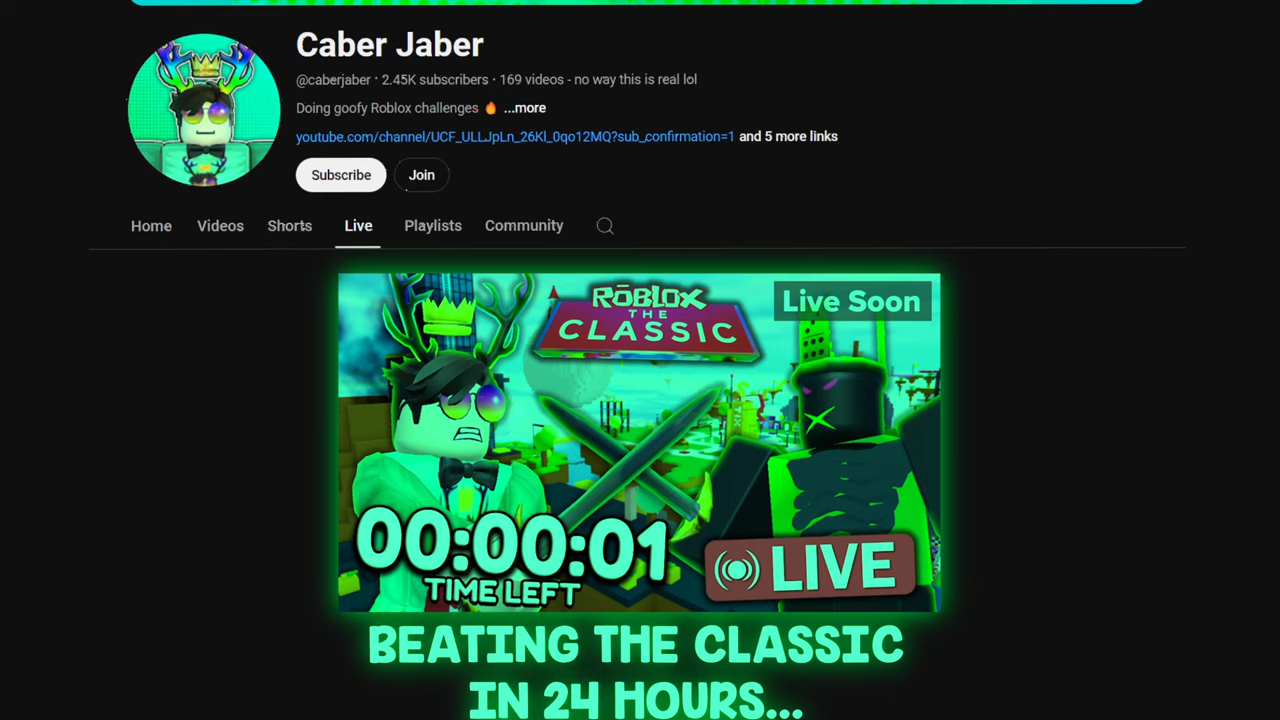 Caber Jaber
@caberjaber · 2.45K subscribers · 169 videos - no way this is real lol
Doing goofy Roblox challenges 🔥 ...more
youtube.com/channel/UCF_ULLJpLn_26Kl_0qo12MQ?sub_confirmation=1 and 5 more links
Subscribe Join
Home Videos Shorts Live Playlists Community
Live Soon
RŌBLOX
THE
CLASSIC
00:00:01
TIME LEFT
LIVE
BEATING THE CLASSIC
IN 24 HOURS...